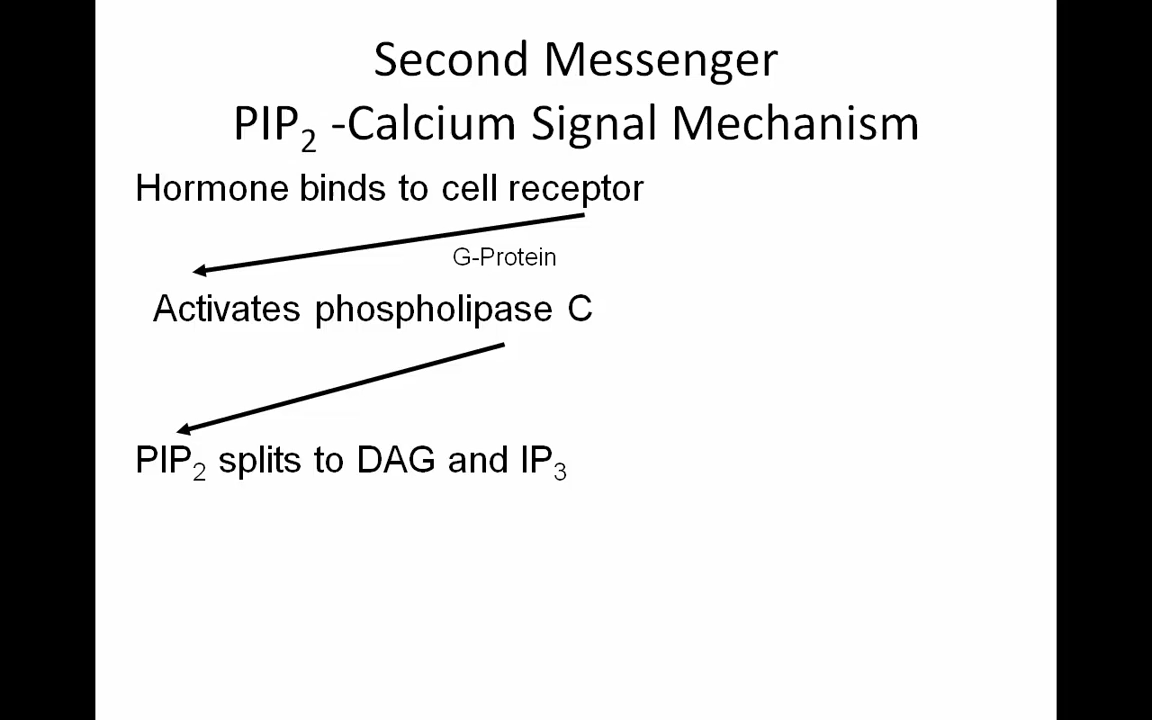 Second Messenger
PIP₂ -Calcium Signal Mechanism
Hormone binds to cell receptor
G-Protein
Activates phospholipase C
PIP₂ splits to DAG and IP₃